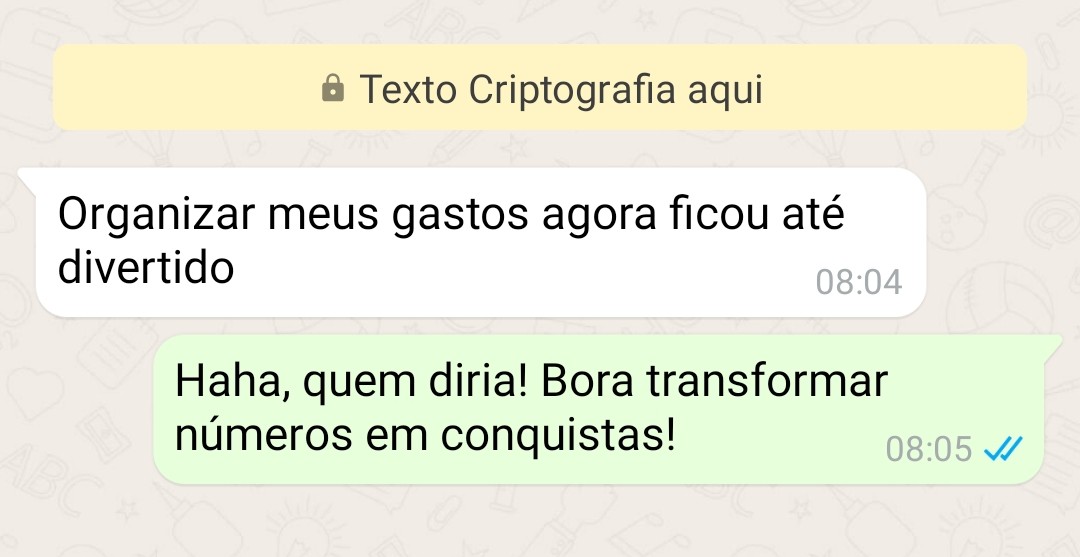 Texto Criptografia aqui
Organizar meus gastos agora ficou até
divertido
08:04
Haha, quem diria! Bora transformar
números em conquistas!
08:05